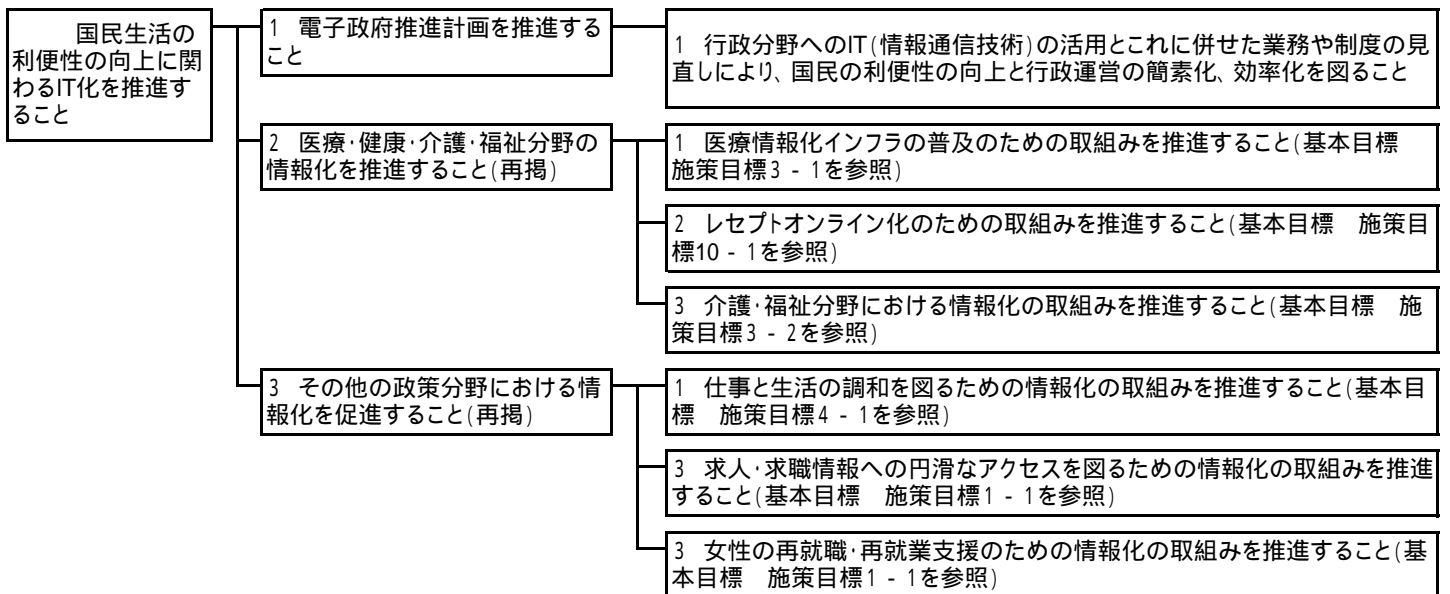 国民生活の
利便性の向上に関
わるIT化を推進す
ること
1 電子政府推進計画を推進する
こと
1 行政分野へのIT(情報通信技術)の活用とこれに併せた業務や制度の見
直しにより、国民の利便性の向上と行政運営の簡素化、効率化を図ること
2 医療・健康・介護・福祉分野の
情報化を推進すること(再掲)
1 医療情報化インフラの普及のための取組みを推進すること(基本目標
施策目標3-1を参照)
2 レセプトオンライン化のための取組みを推進すること(基本目標 施策目
標10-1を参照)
3 介護・福祉分野における情報化の取組みを推進すること(基本目標 施
策目標3-2を参照)
3 その他の政策分野における情
報化を促進すること(再掲)
1 仕事と生活の調和を図るための情報化の取組みを推進すること(基本目
標 施策目標4-1を参照)
3 求人・求職情報への円滑なアクセスを図るための情報化の取組みを推進
すること(基本目標 施策目標1-1を参照)
3 女性の再就職・再就業支援のための情報化の取組みを推進すること(基
本目標 施策目標1-1を参照)